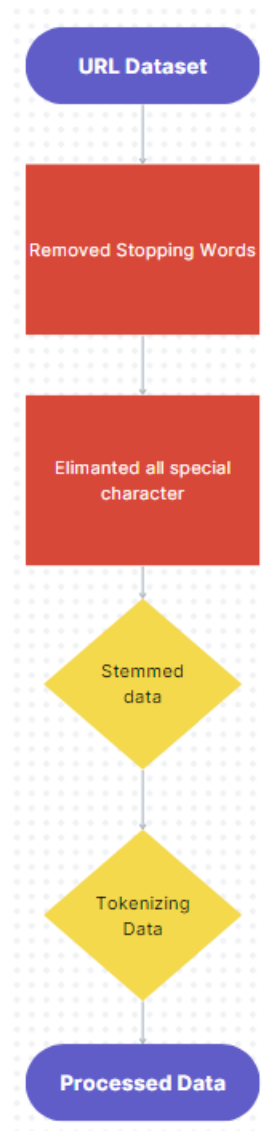 URL Dataset
Removed Stopping Words
Elimanted all special
character
Stemmed
data
Tokenizing
Data
Processed Data